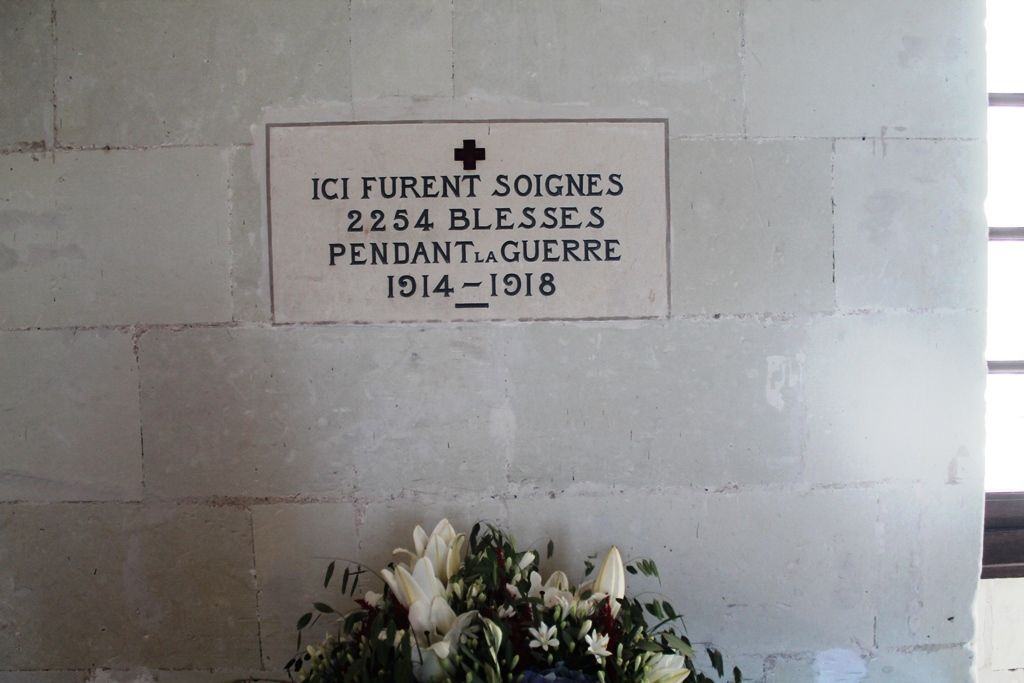 ICI FURENT SOIGNES
2254 BLESSES
PENDANT LA GUERRE
1914-1918